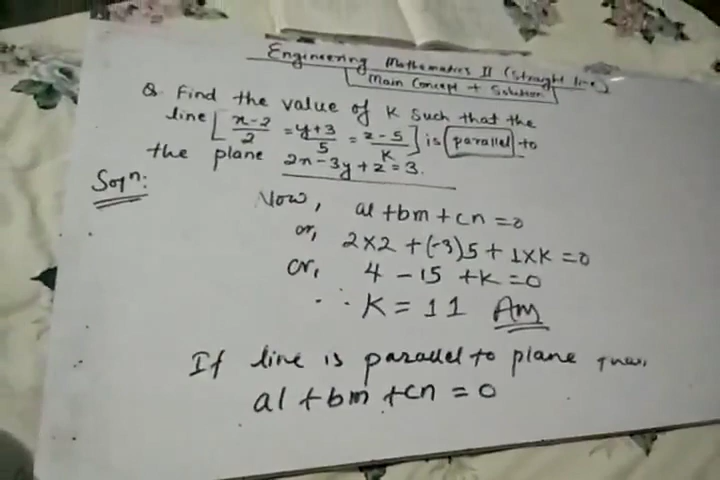 Engineering Mathematics II (Straight line)
Main Concept + Solution
Q. Find the value of K such that the
line [ x-2/2 = y+3/5 = z-5/K ] is parallel to
the plane 2x-3y+z=3.
Sol^n:
Now, al+bm+cn=0
or, 2×2+(-3)5+1×K=0
or, 4-15+K=0
∴ K=11 Ans
If line is parallel to plane then,
al+bm+cn=0